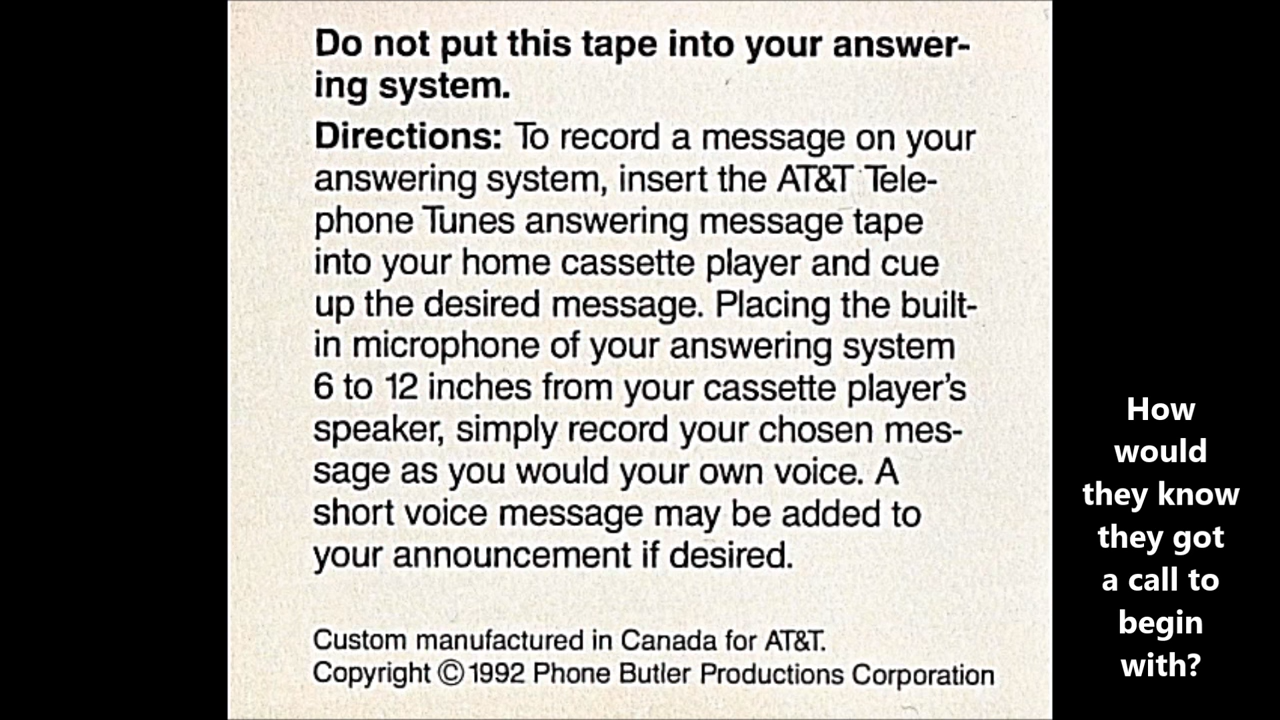 Do not put this tape into your answer-
ing system.
Directions: To record a message on your
answering system, insert the AT&T Tele-
phone Tunes answering message tape
into your home cassette player and cue
up the desired message. Placing the built-
in microphone of your answering system
6 to 12 inches from your cassette player's
speaker, simply record your chosen mes-
sage as you would your own voice. A
short voice message may be added to
your announcement if desired.
Custom manufactured in Canada for AT&T.
Copyright © 1992 Phone Butler Productions Corporation
How
would
they know
they got
a call to
begin
with?